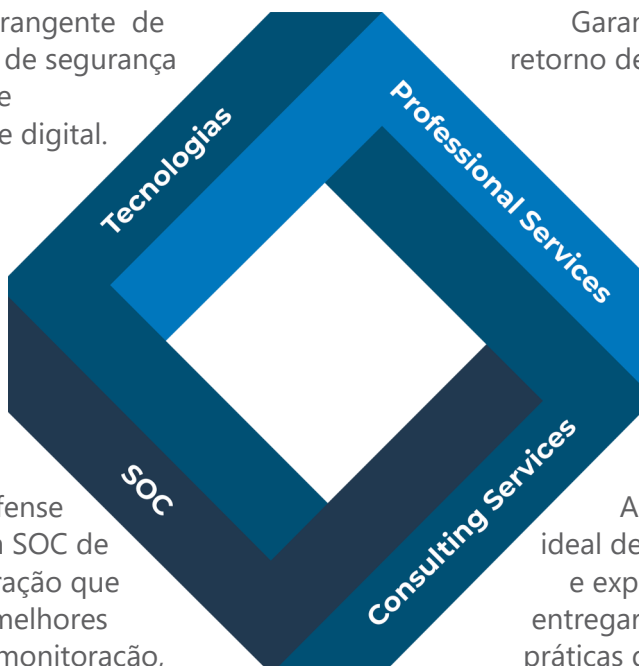 rangente de
de segurança
e
e digital.
Garan
retorno de
Tecnologias
Professional Services
SOC
Consulting Services
fense
SOC de
ração que
melhores
monitoração,
A
ideal de
e exp
entregar
práticas